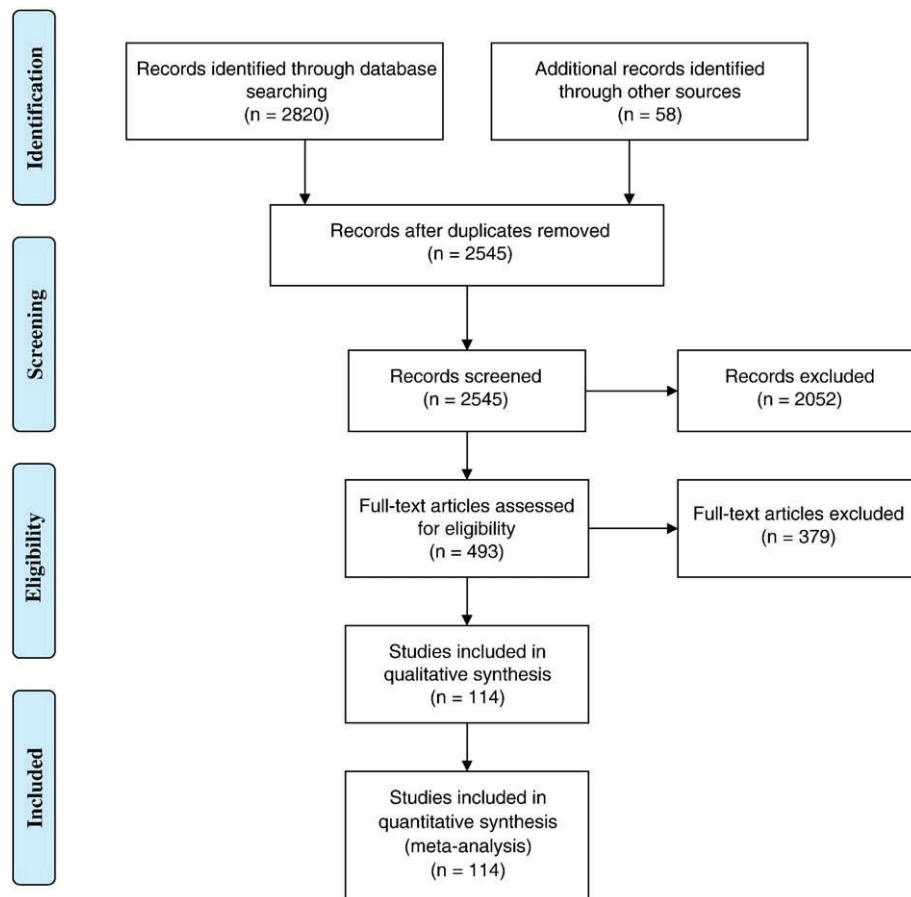 Identification
Records identified through database
searching
(n = 2820)
Additional records identified
through other sources
(n = 58)
Records after duplicates removed
(n = 2545)
Screening
Records screened
(n = 2545)
Records excluded
(n = 2052)
Eligibility
Full-text articles assessed
for eligibility
(n = 493)
Full-text articles excluded
(n = 379)
Studies included in
qualitative synthesis
(n = 114)
Included
Studies included in
quantitative synthesis
(meta-analysis)
(n = 114)